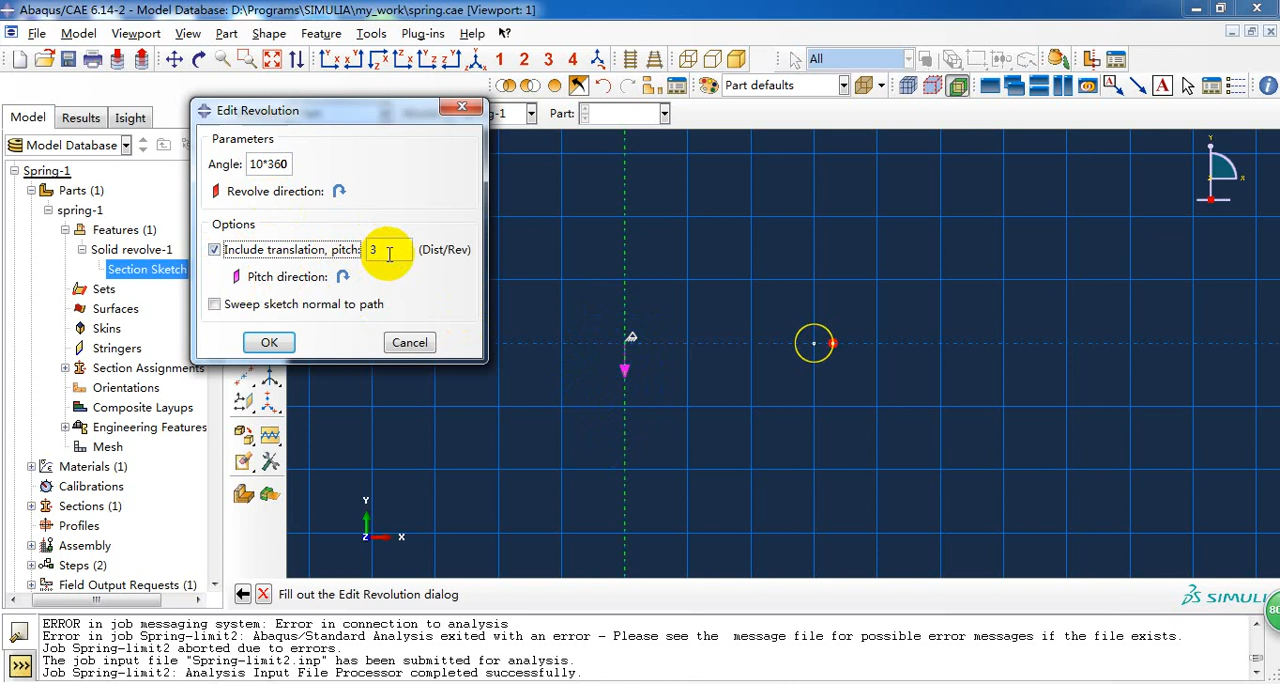 Abaqus/CAE 6.14-2 - Model Database: D:\Programs\SIMULIA\my_work\spring.cae [Viewport: 1]
File Model Viewport View Part Shape Feature Tools Plug-ins Help
1 2 3 4
All
Part defaults
Edit Revolution
Model Results Isight
-1 Part:
Model Database
Parameters
Angle: 10*360
Revolve direction:
Options
Include translation, pitch: 3 (Dist/Rev)
Pitch direction:
Sweep sketch normal to path
OK Cancel
Spring-1
Parts (1)
spring-1
Features (1)
Solid revolve-1
Section Sketch
Sets
Surfaces
Skins
Stringers
Section Assignments
Orientations
Composite Layups
Engineering Features
Mesh
Materials (1)
Calibrations
Sections (1)
Profiles
Assembly
Steps (2)
Field Output Requests (1)
Y
X
Y
Z X
Fill out the Edit Revolution dialog
SIMULI
80
ERROR in job messaging system: Error in connection to analysis
Error in job Spring-limit2: Abaqus/Standard Analysis exited with an error - Please see the message file for possible error messages if the file exists.
Job Spring-limit2 aborted due to errors.
The job input file "Spring-limit2.inp" has been submitted for analysis.
Job Spring-limit2: Analysis Input File Processor completed successfully.
>>>